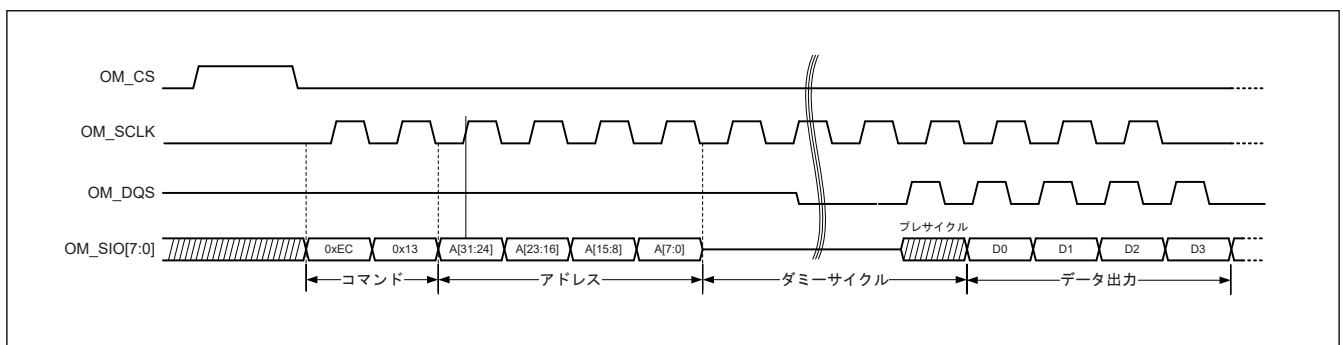 OM_CS
OM_SCLK
OM_DQS
プレサイクル
OM_SIO[7:0] 0xEC 0x13 A[31:24] A[23:16] A[15:8] A[7:0] D0 D1 D2 D3
コマンド アドレス ダミーサイクル データ出力